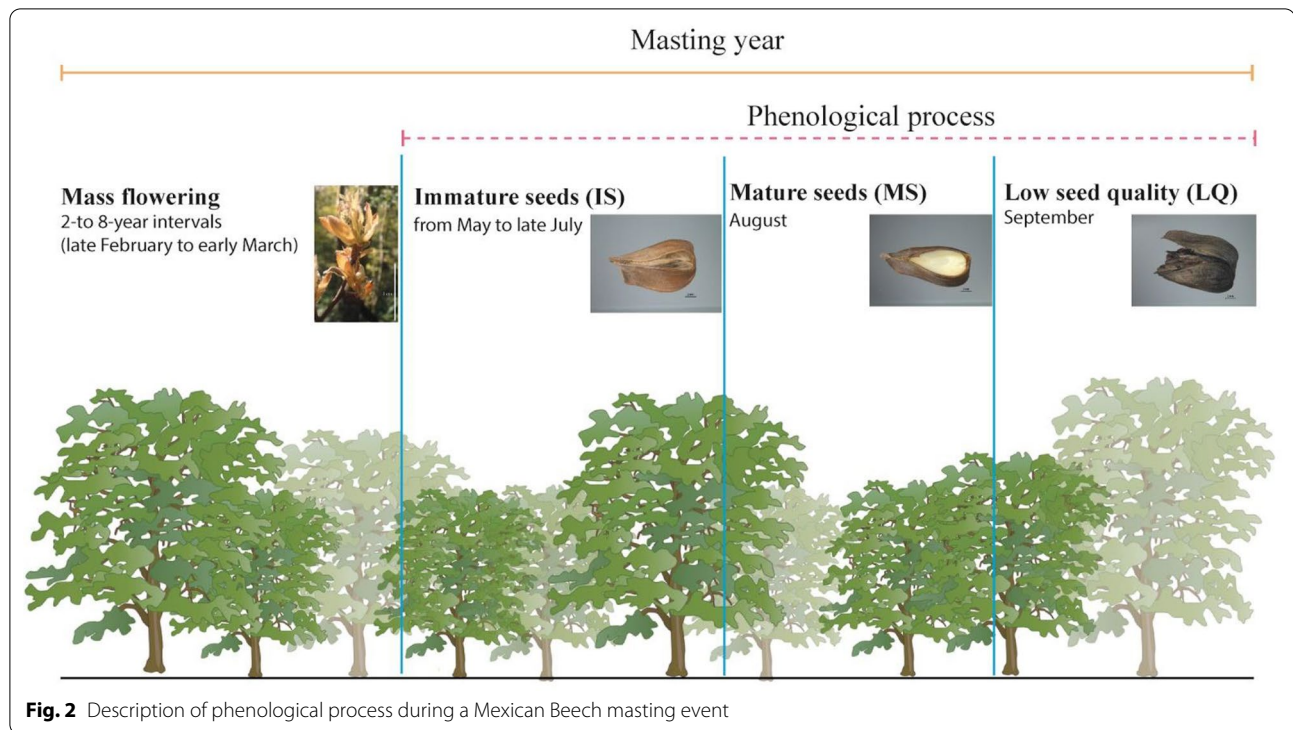 Masting year
Phenological process
Mass flowering
2-to 8-year intervals
(late February to early March)
Immature seeds (IS)
from May to late July
Mature seeds (MS)
August
Low seed quality (LQ)
September
Fig. 2 Description of phenological process during a Mexican Beech masting event